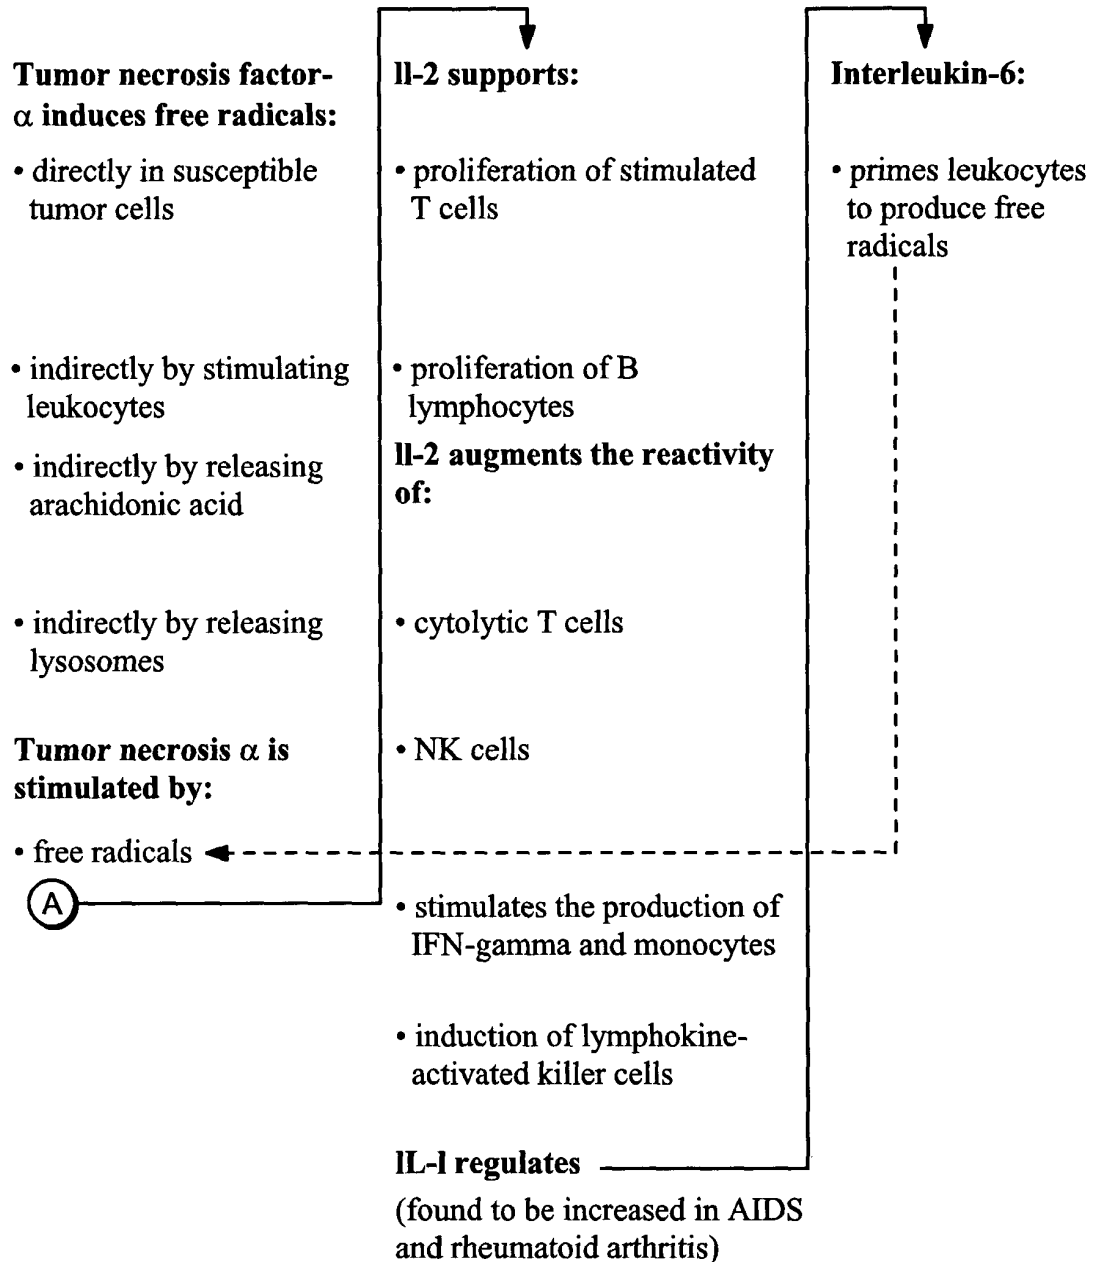 Tumor necrosis factor-
α induces free radicals:
• directly in susceptible
tumor cells
• indirectly by stimulating
leukocytes
• indirectly by releasing
arachidonic acid
• indirectly by releasing
lysosomes
Tumor necrosis α is
stimulated by:
• free radicals
A
Il-2 supports:
• proliferation of stimulated
T cells
• proliferation of B
lymphocytes
Il-2 augments the reactivity
of:
• cytolytic T cells
• NK cells
• stimulates the production of
IFN-gamma and monocytes
• induction of lymphokine-
activated killer cells
IL-l regulates
(found to be increased in AIDS
and rheumatoid arthritis)
Interleukin-6:
• primes leukocytes
to produce free
radicals